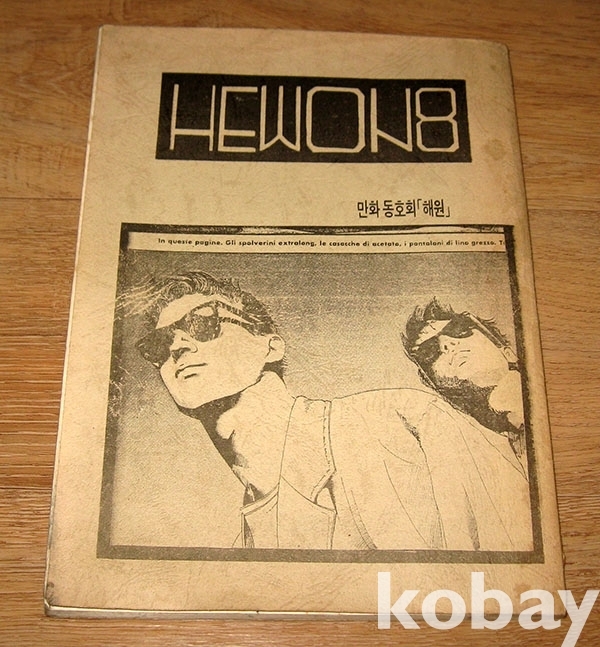 HEWON8
만화 동호회「해원」
In queste pagine. Gli spolverini extralong, le casacche di acetato, i pantaloni di lino grezzo. T
kobay